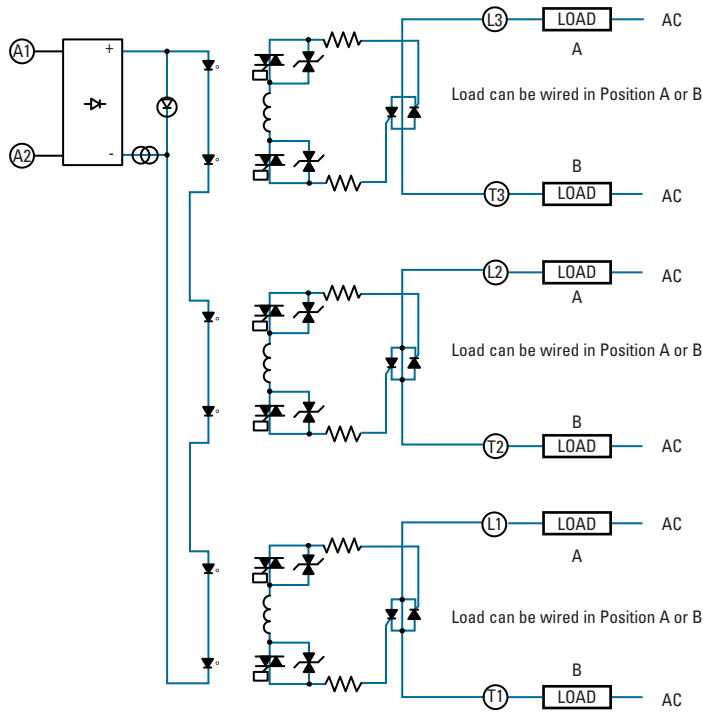 L3 LOAD AC
A1 + A
Load can be wired in Position A or B
A2 -
B
T3 LOAD AC
L2 LOAD AC
A
Load can be wired in Position A or B
B
T2 LOAD AC
L1 LOAD AC
A
Load can be wired in Position A or B
B
T1 LOAD AC